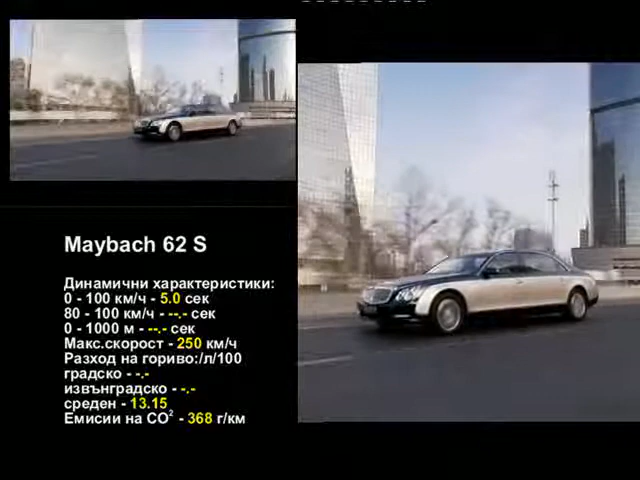 Maybach 62 S
Динамични характеристики:
0 - 100 км/ч - 5.0 сек
80 - 100 км/ч - --.- сек
0 - 1000 м - --.- сек
Макс.скорост - 250 км/ч
Разход на гориво:/л/100
градско - -.-
извънградско - -.-
среден - 13.15
Емисии на CO² - 368 г/км